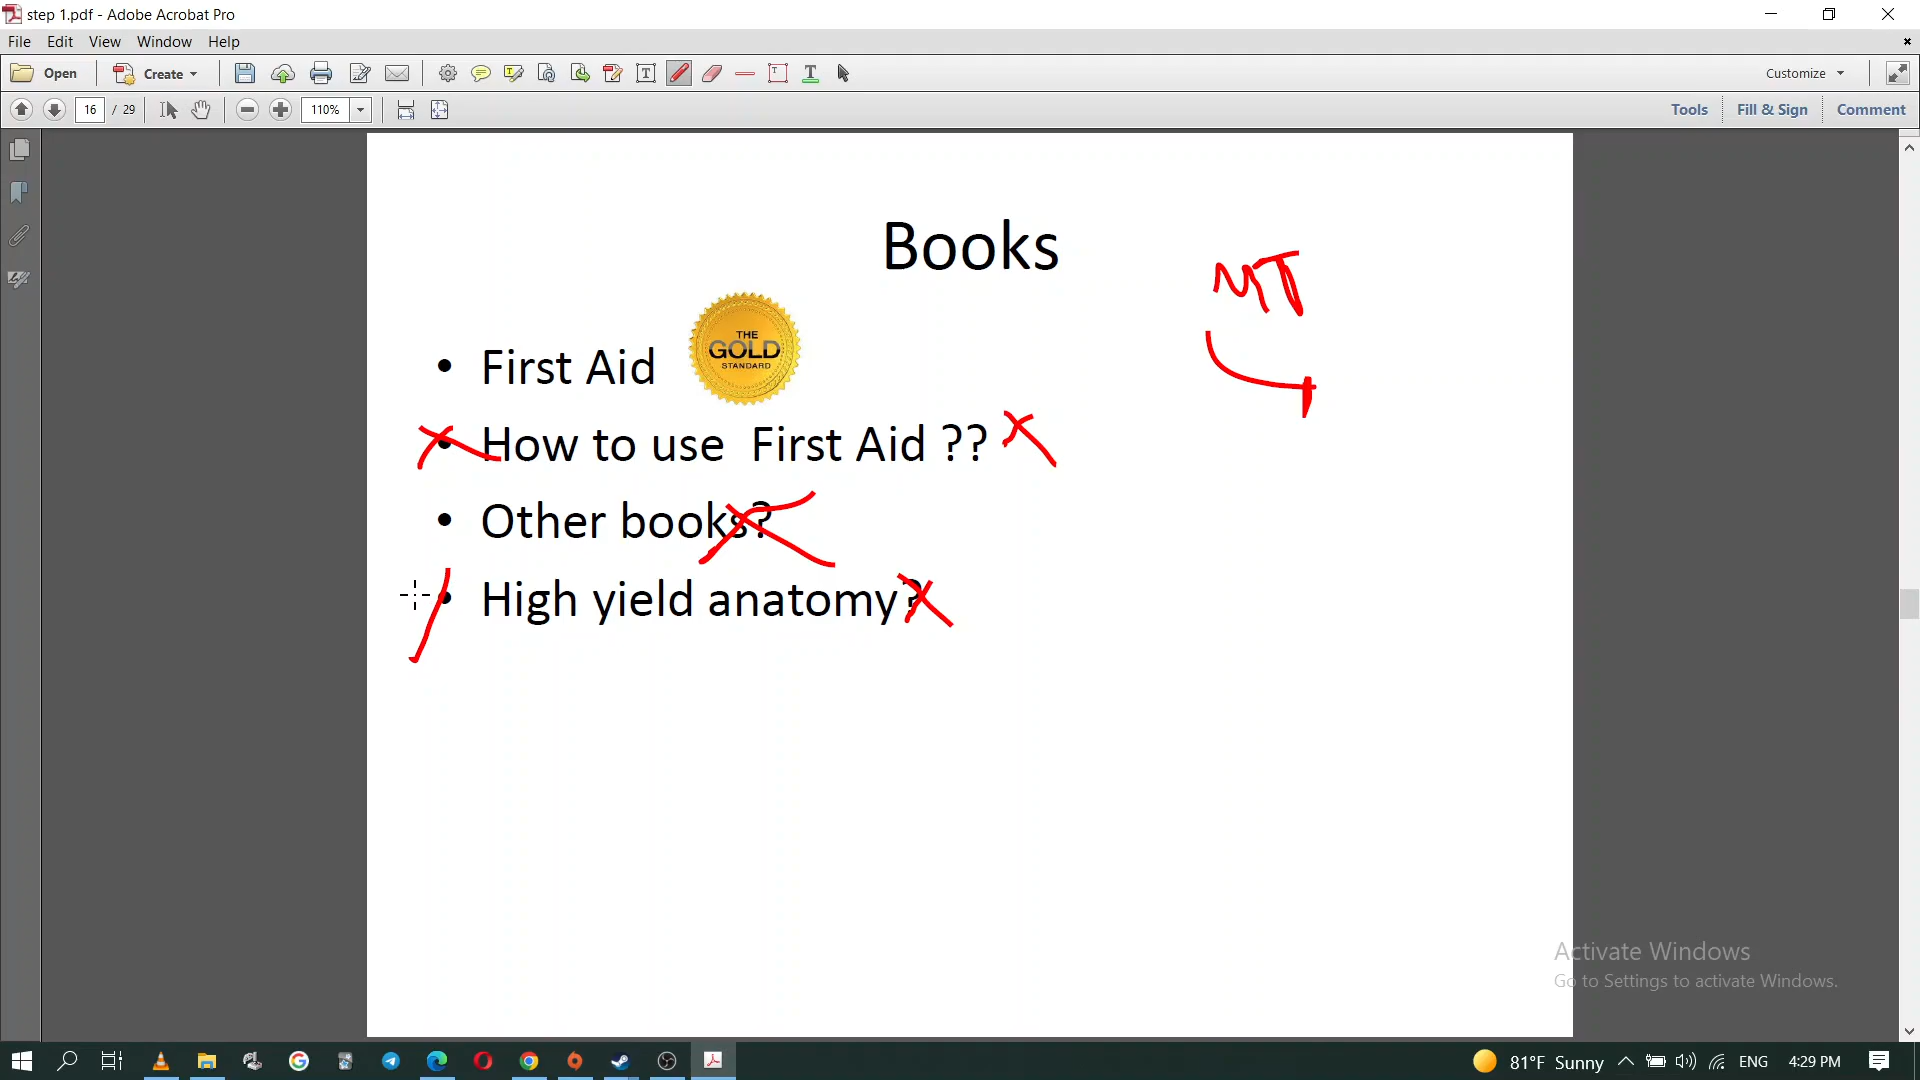 step 1.pdf - Adobe Acrobat Pro
File Edit View Window Help
Open Create Customize
16 / 29 110% Tools Fill & Sign Comment
Books
MT
THE
GOLD
STANDARD
• First Aid
• How to use First Aid ??
• Other books?
• High yield anatomy?
Activate Windows
Go to Settings to activate Windows.
81°F Sunny ENG 4:29 PM